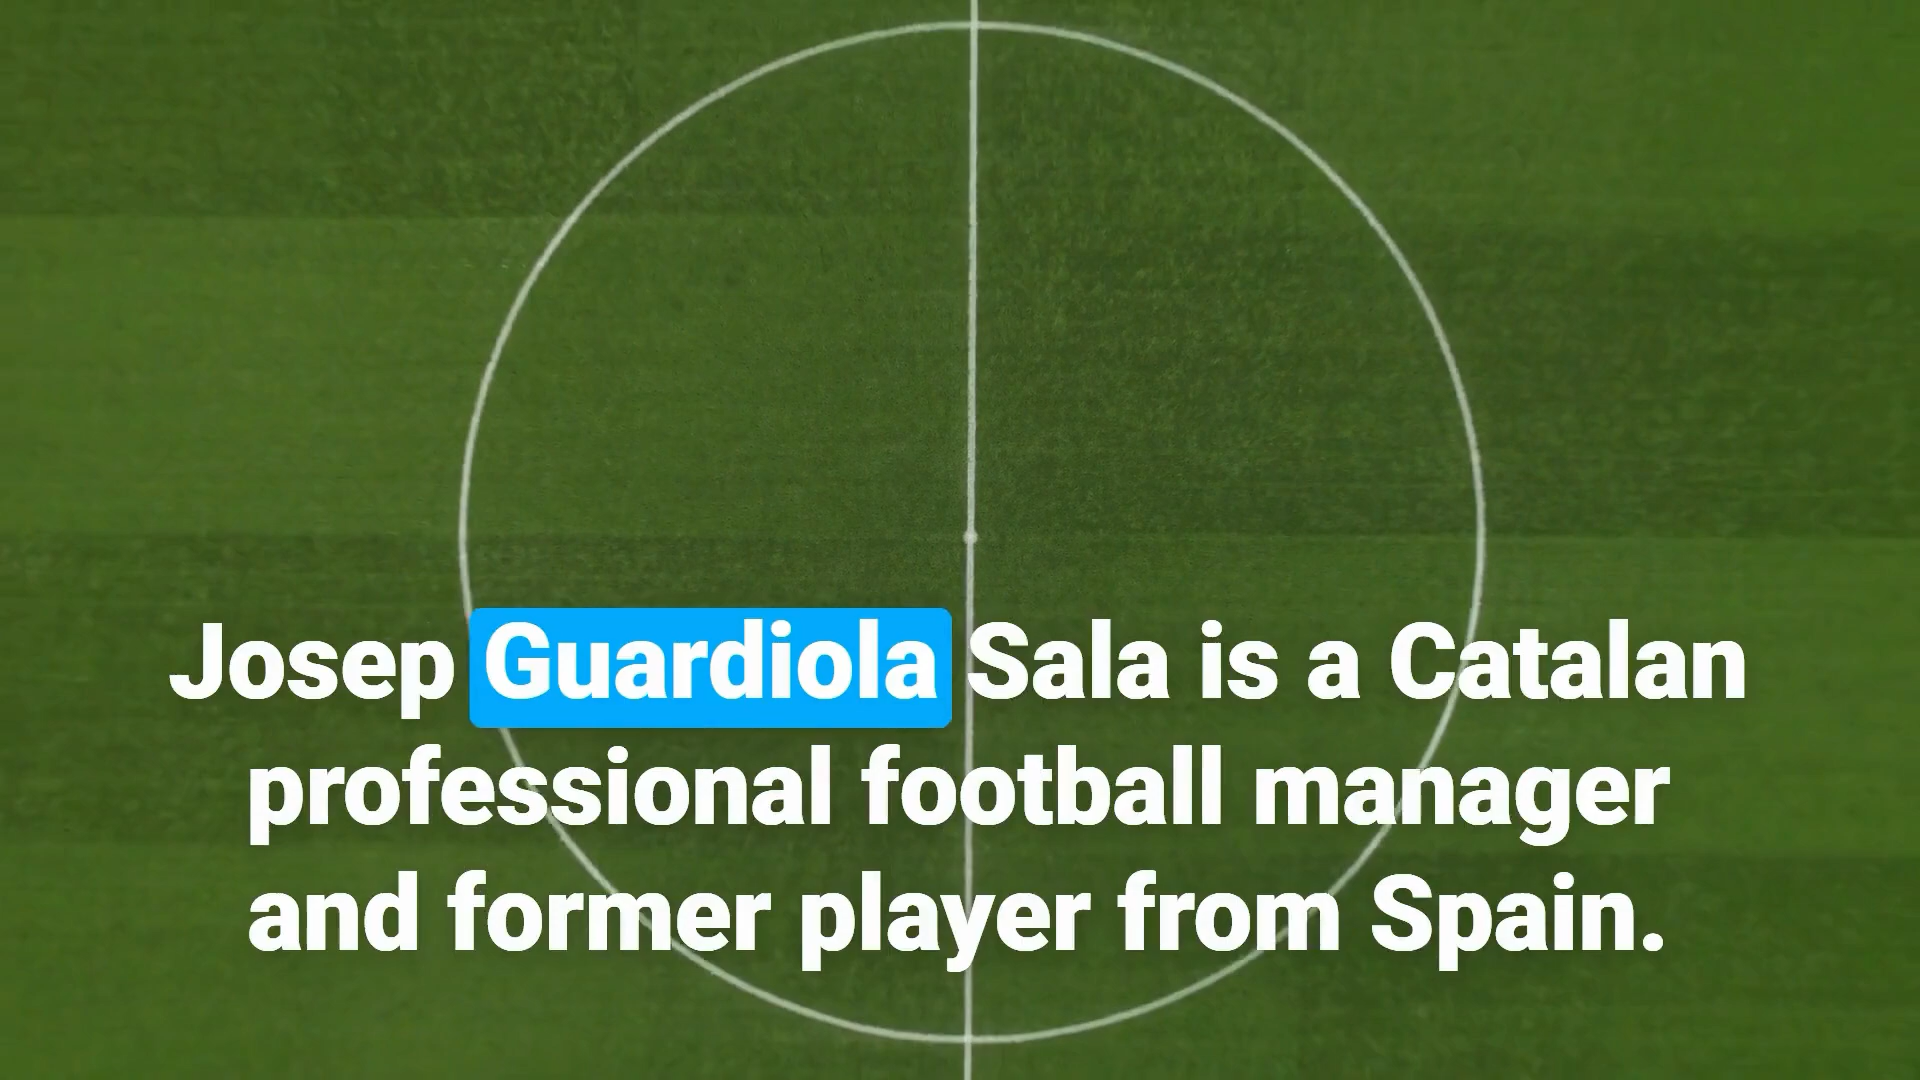 Josep Guardiola Sala is a Catalan
professional football manager
and former player from Spain.